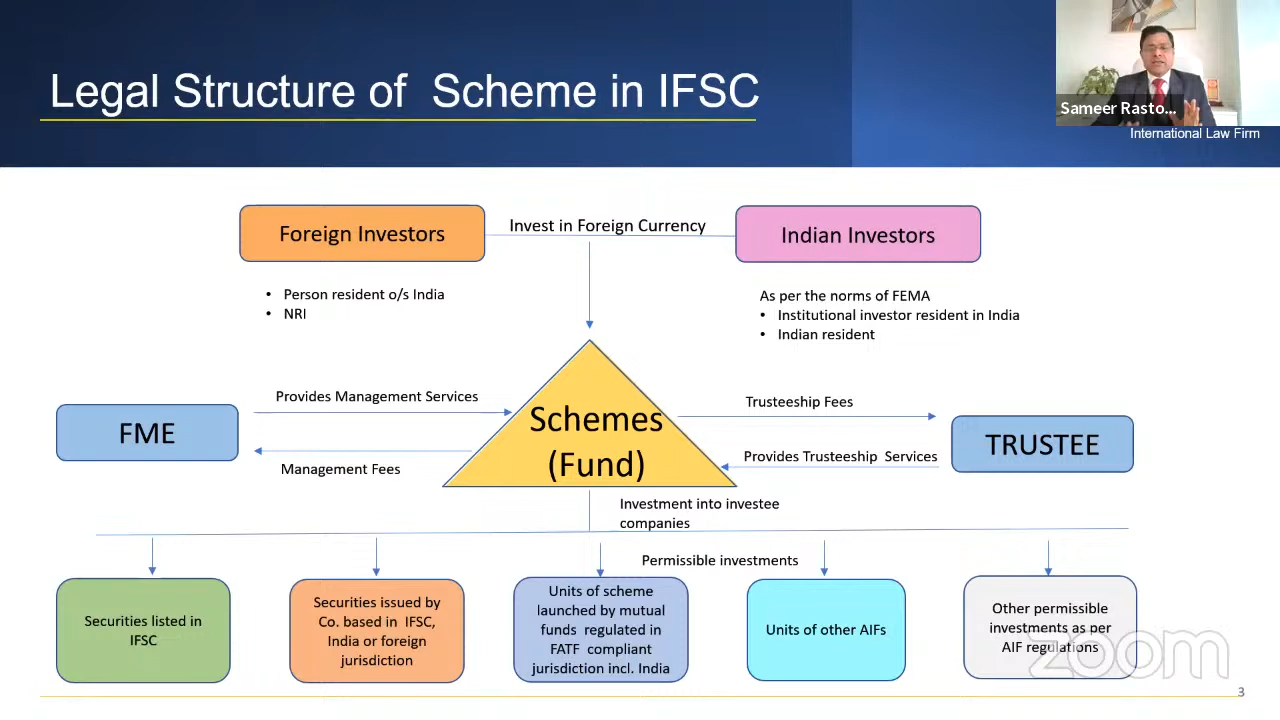 Legal Structure of Scheme in IFSC
Sameer Rasto...
International Law Firm
Foreign Investors
Invest in Foreign Currency
Indian Investors
• Person resident o/s India
• NRI
As per the norms of FEMA
• Institutional investor resident in India
• Indian resident
FME
Provides Management Services
Management Fees
Schemes
(Fund)
Trusteeship Fees
Provides Trusteeship Services
TRUSTEE
Investment into investee
companies
Permissible investments
Securities listed in
IFSC
Securities issued by
Co. based in IFSC,
India or foreign
jurisdiction
Units of scheme
launched by mutual
funds regulated in
FATF compliant
jurisdiction incl. India
Units of other AIFs
Other permissible
investments as per
AIF regulations
zoom
3